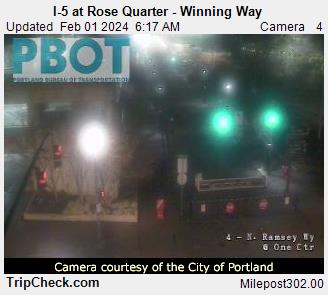 I-5 at Rose Quarter - Winning Way
Updated Feb 01 2024 6:17 AM Camera 4
PBOT
PORTLAND BUREAU OF TRANSPORTATION
4 - N. Ramsey Wy
@ One Ctr
Camera courtesy of the City of Portland
TripCheck.com Milepost302.00